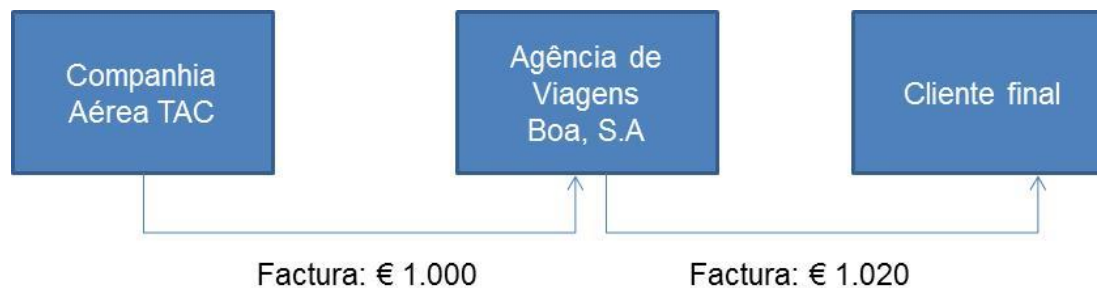 Companhia
Aérea TAC
Agência de
Viagens
Boa, S.A
Cliente final
Factura: € 1.000
Factura: € 1.020